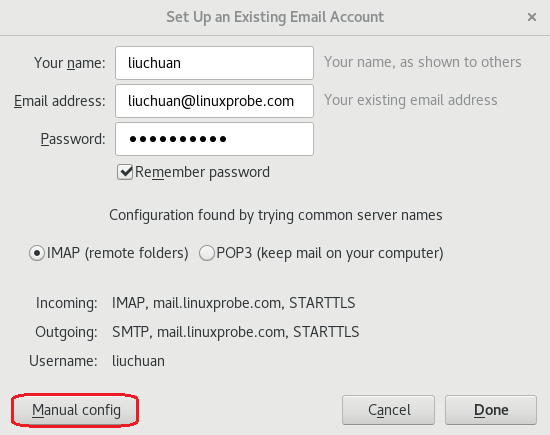 Set Up an Existing Email Account ×
Your name: liuchuan Your name, as shown to others
Email address: liuchuan@linuxprobe.com Your existing email address
Password: ●●●●●●●●●●
Remember password
Configuration found by trying common server names
IMAP (remote folders) POP3 (keep mail on your computer)
Incoming: IMAP, mail.linuxprobe.com, STARTTLS
Outgoing: SMTP, mail.linuxprobe.com, STARTTLS
Username: liuchuan
Manual config Cancel Done